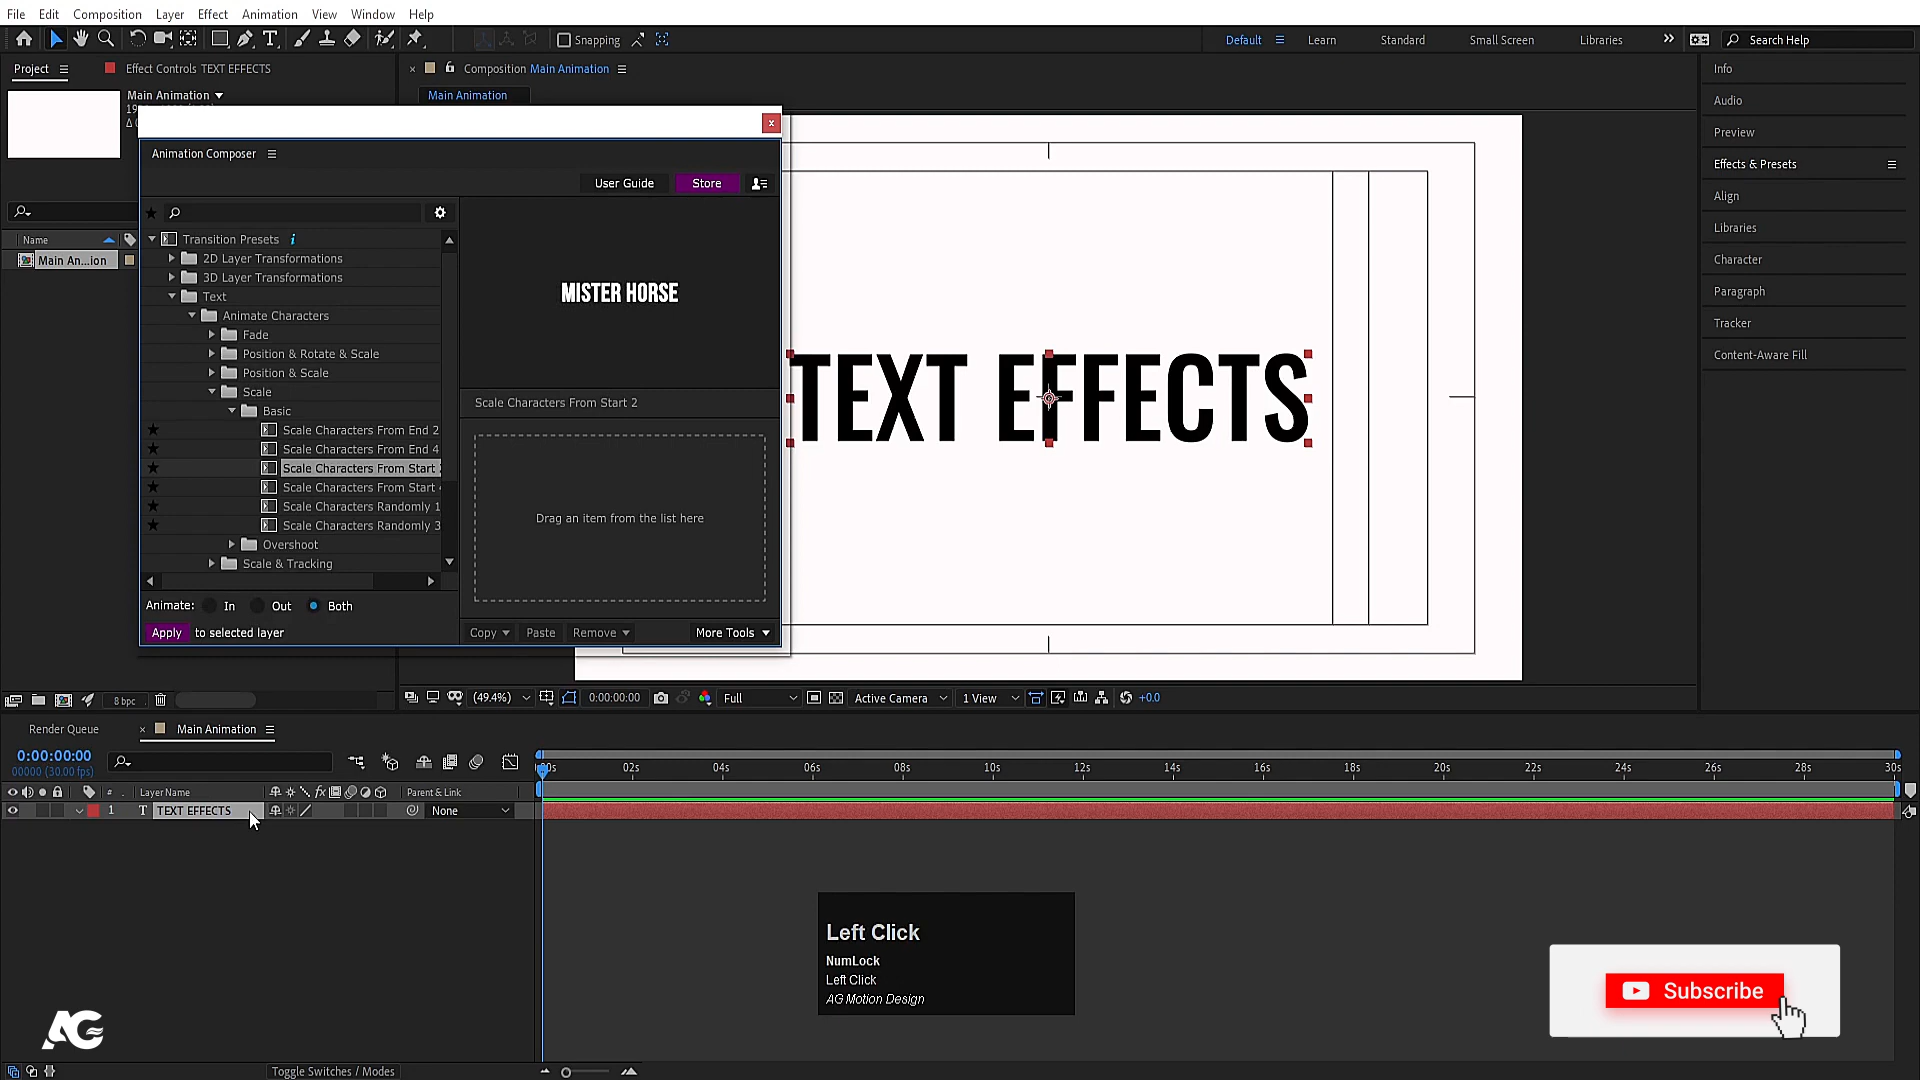 File Edit Composition Layer Effect Animation View Window Help
Snapping
Default Learn Standard Small Screen Libraries Search Help
Project Effect Controls TEXT EFFECTS
Composition Main Animation
Main Animation
Main Animation
Animation Composer
User Guide Store
Transition Presets
2D Layer Transformations
3D Layer Transformations
Text
Animate Characters
Fade
Position & Rotate & Scale
Position & Scale
Scale
Basic
Scale Characters From End 2
Scale Characters From End 4
Scale Characters From Start
Scale Characters From Start
Scale Characters Randomly 1
Scale Characters Randomly 3
Overshoot
Scale & Tracking
Animate: In Out Both
Apply to selected layer
MISTER HORSE
Scale Characters From Start 2
Drag an item from the list here
Copy Paste Remove More Tools
Name
Main An...ion
8 bpc
TEXT EFFECTS
Info
Audio
Preview
Effects & Presets
Align
Libraries
Character
Paragraph
Tracker
Content-Aware Fill
(49.4%) 0:00:00:00 Full Active Camera 1 View +0.0
Render Queue Main Animation
0:00:00:00
00000 (30.00 fps)
02s 04s 06s 08s 10s 12s 14s 16s 18s 20s 22s 24s 26s 28s 30s
# Layer Name fx Parent & Link
1 T TEXT EFFECTS None
Left Click
NumLock
Left Click
AG Motion Design
Subscribe
AG
Toggle Switches / Modes